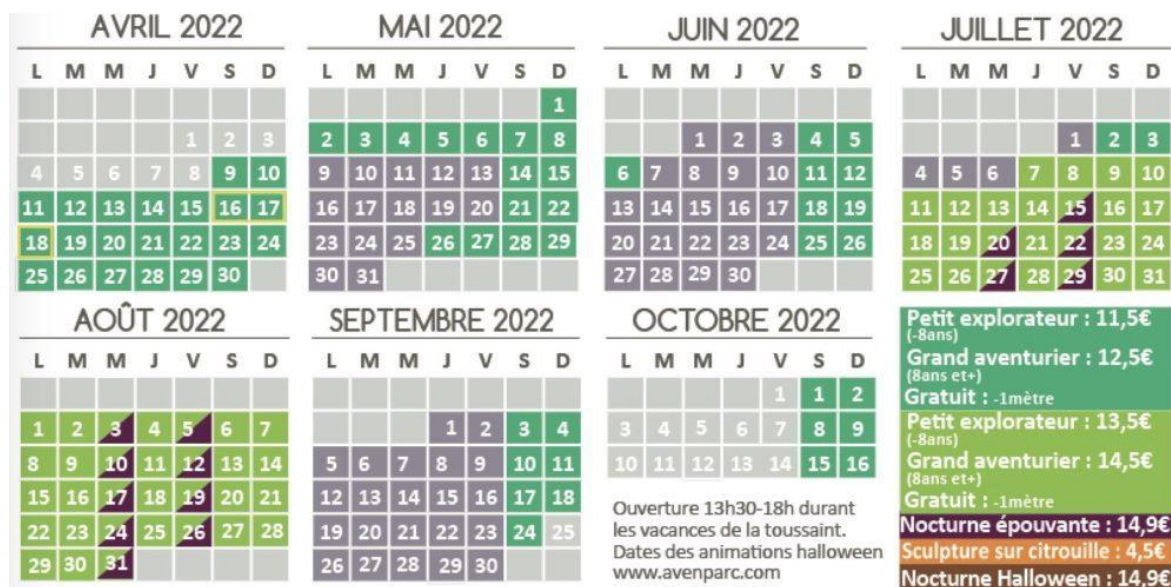 AVRIL 2022
L M M J V S D
1 2 3
4 5 6 7 8 9 10
11 12 13 14 15 16 17
18 19 20 21 22 23 24
25 26 27 28 29 30
MAI 2022
L M M J V S D
1
2 3 4 5 6 7 8
9 10 11 12 13 14 15
16 17 18 19 20 21 22
23 24 25 26 27 28 29
30 31
JUIN 2022
L M M J V S D
1 2 3 4 5
6 7 8 9 10 11 12
13 14 15 16 17 18 19
20 21 22 23 24 25 26
27 28 29 30
JUILLET 2022
L M M J V S D
1 2 3
4 5 6 7 8 9 10
11 12 13 14 15 16 17
18 19 20 21 22 23 24
25 26 27 28 29 30 31
AOÛT 2022
L M M J V S D
1 2 3 4 5 6 7
8 9 10 11 12 13 14
15 16 17 18 19 20 21
22 23 24 25 26 27 28
29 30 31
SEPTEMBRE 2022
L M M J V S D
1 2 3 4
5 6 7 8 9 10 11
12 13 14 15 16 17 18
19 20 21 22 23 24 25
26 27 28 29 30
OCTOBRE 2022
L M M J V S D
1 1 2
3 4 5 6 7 8 9
10 11 12 13 14 15 16
Ouverture 13h30-18h durant
les vacances de la toussaint.
Dates des animations halloween
www.avenparc.com
Petit explorateur : 11,5€
(-8ans)
Grand aventurier : 12,5€
(8ans et+)
Gratuit : -1mètre
Petit explorateur : 13,5€
(-8ans)
Grand aventurier : 14,5€
(8ans et+)
Gratuit : -1mètre
Nocturne épouvante : 14,9€
Sculpture sur citrouille : 4,5€
Nocturne Halloween : 14,9€